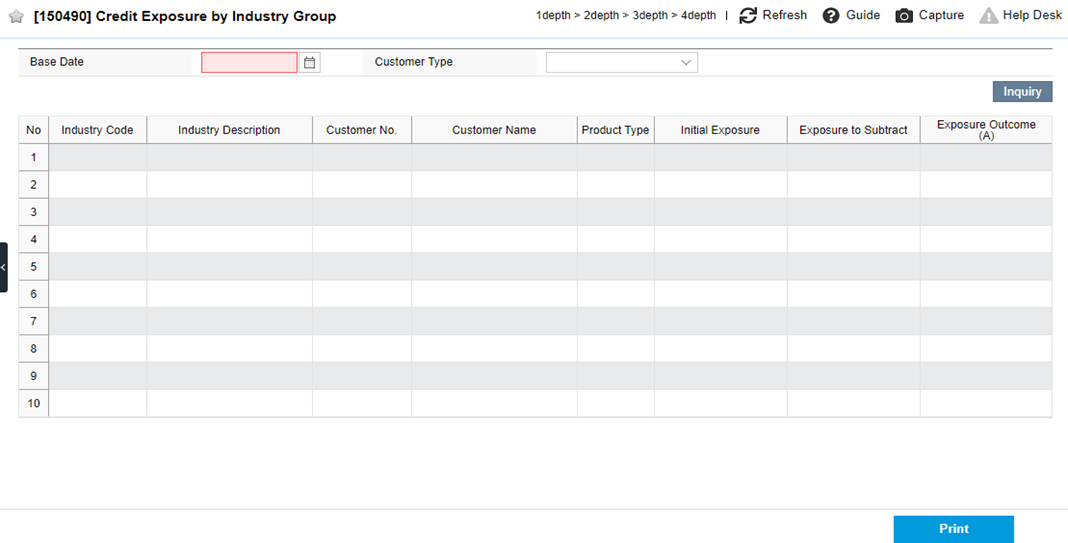 [150490] Credit Exposure by Industry Group
1depth > 2depth > 3depth > 4depth | Refresh Guide Capture Help Desk
Base Date Customer Type
Inquiry
No Industry Code Industry Description Customer No. Customer Name Product Type Initial Exposure Exposure to Subtract Exposure Outcome
(A)
1
2
3
4
5
6
7
8
9
10
Print